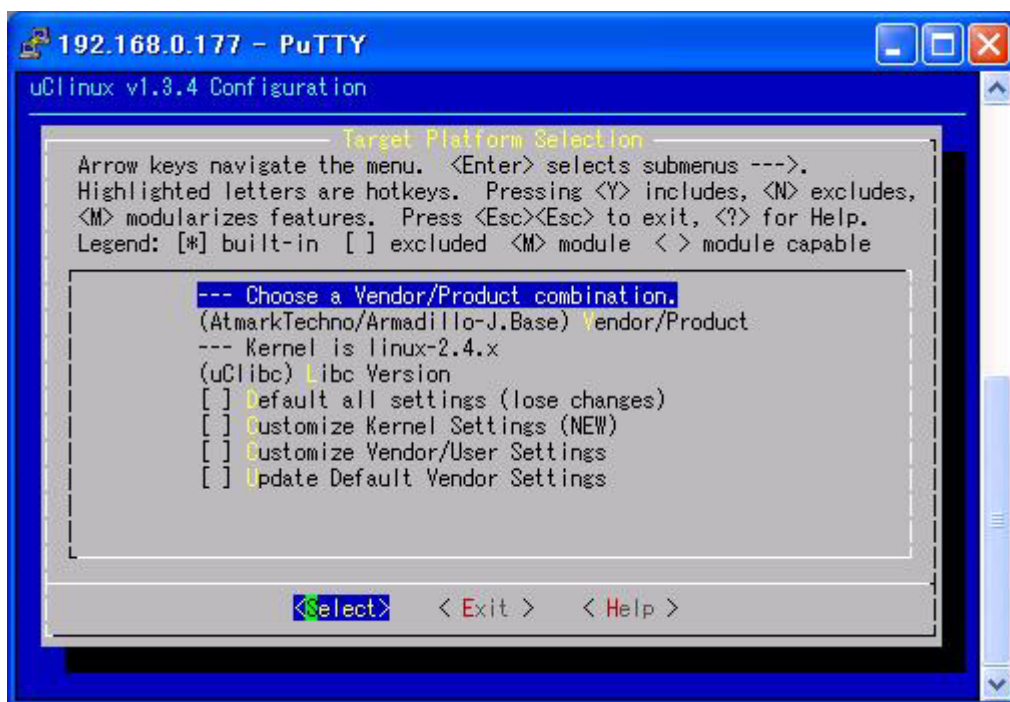 192.168.0.177 - PuTTY
uClinux v1.3.4 Configuration
Target Platform Selection
Arrow keys navigate the menu.  <Enter> selects submenus --->.
Highlighted letters are hotkeys.  Pressing <Y> includes, <N> excludes,
<M> modularizes features.  Press <Esc><Esc> to exit, <?> for Help.
Legend: [*] built-in  [ ] excluded  <M> module  < > module capable
--- Choose a Vendor/Product combination.
(AtmarkTechno/Armadillo-J.Base) Vendor/Product
--- Kernel is linux-2.4.x
(uClibc) Libc Version
[ ] Default all settings (lose changes)
[ ] Customize Kernel Settings (NEW)
[ ] Customize Vendor/User Settings
[ ] Update Default Vendor Settings
<Select>    < Exit >    < Help >